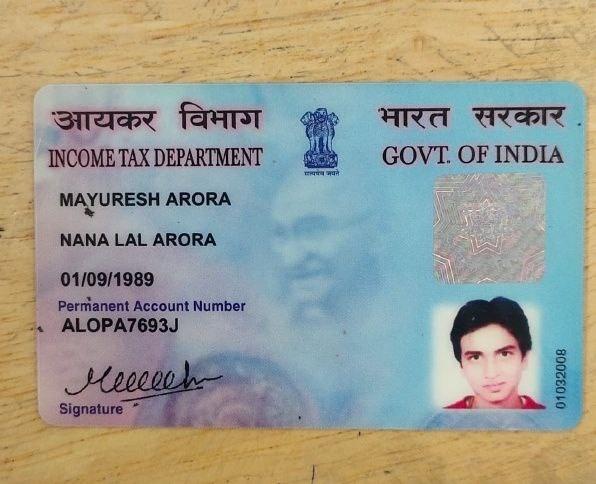 आयकर विभाग
भारत सरकार
INCOME TAX DEPARTMENT
GOVT. OF INDIA
सत्यमेव जयते
MAYURESH ARORA
NANA LAL ARORA
01/09/1989
Permanent Account Number
ALOPA7693J
Signature
01032008